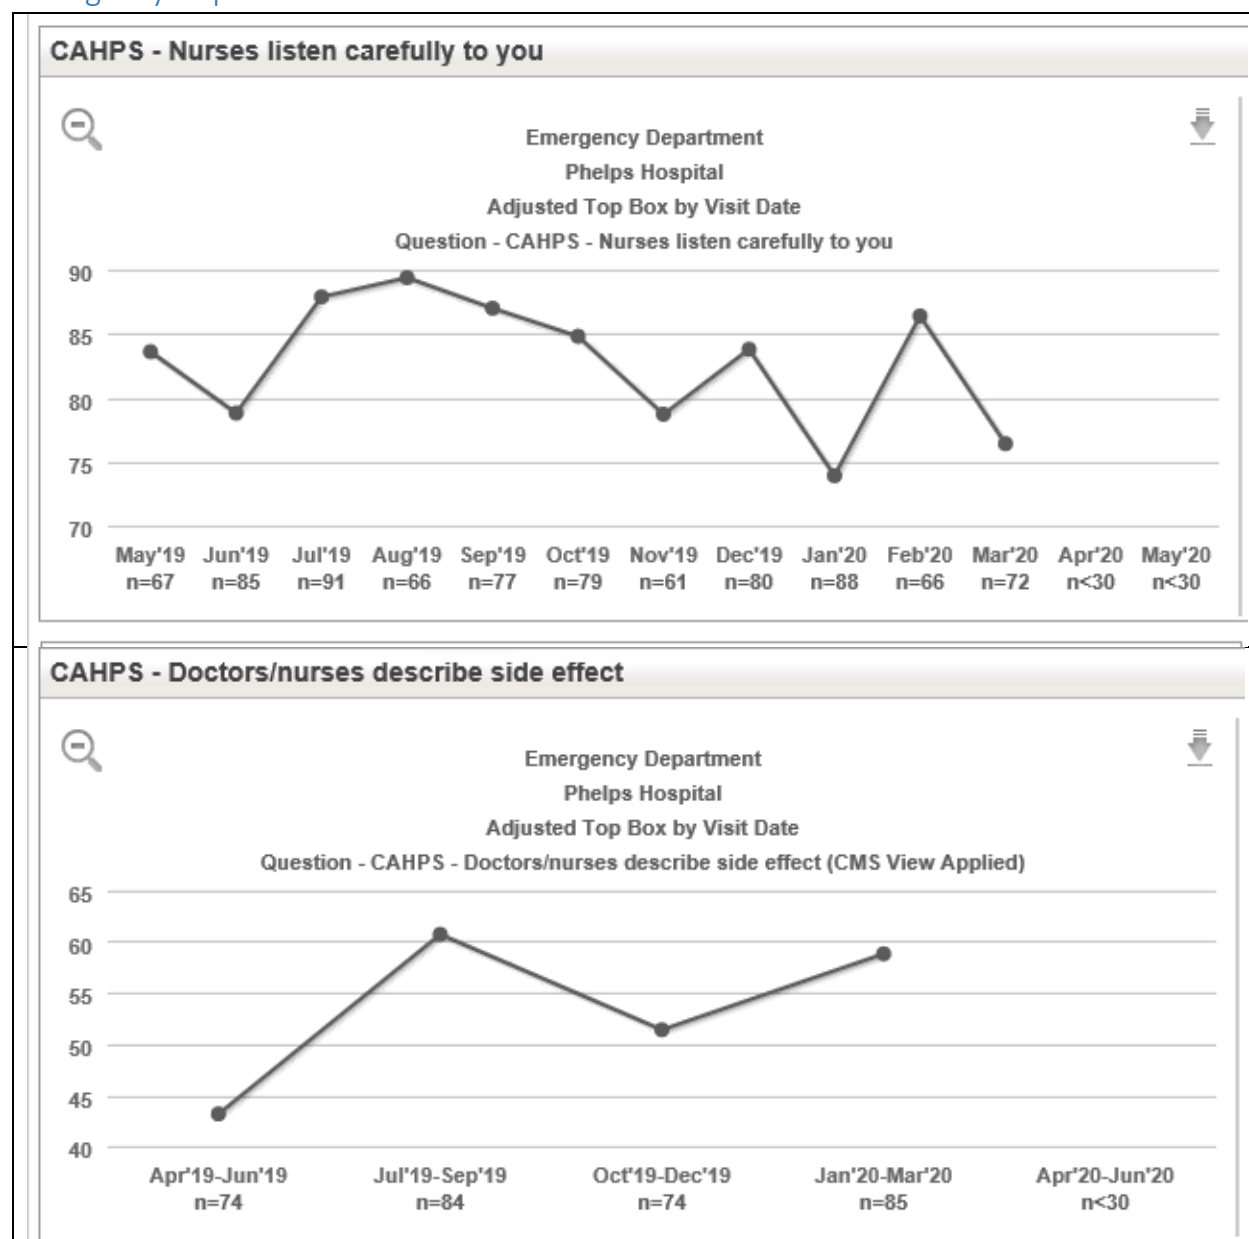 CAHPS - Nurses listen carefully to you
Emergency Department
Phelps Hospital
Adjusted Top Box by Visit Date
Question - CAHPS - Nurses listen carefully to you
90
85
80
75
70
May'19 Jun'19 Jul'19 Aug'19 Sep'19 Oct'19 Nov'19 Dec'19 Jan'20 Feb'20 Mar'20 Apr'20 May'20
n=67 n=85 n=91 n=66 n=77 n=79 n=61 n=80 n=88 n=66 n=72 n<30 n<30
CAHPS - Doctors/nurses describe side effect
Emergency Department
Phelps Hospital
Adjusted Top Box by Visit Date
Question - CAHPS - Doctors/nurses describe side effect (CMS View Applied)
65
60
55
50
45
40
Apr'19-Jun'19 Jul'19-Sep'19 Oct'19-Dec'19 Jan'20-Mar'20 Apr'20-Jun'20
n=74 n=84 n=74 n=85 n<30